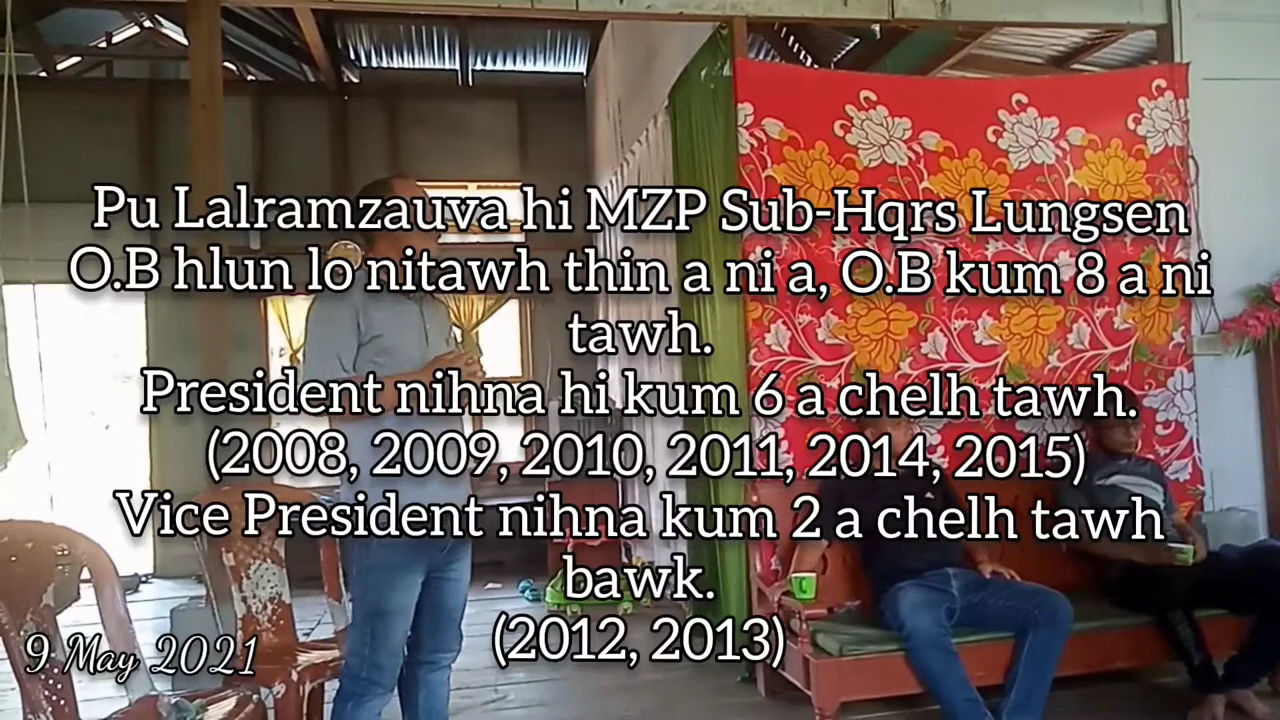 Pu Lalramzauva hi MZP Sub-Hqrs Lungsen
O.B hlun lo nitawh thin a ni a, O.B kum 8 a ni
tawh.
President nihna hi kum 6 a chelh tawh.
(2008, 2009, 2010, 2011, 2014, 2015)
Vice President nihna kum 2 a chelh tawh
bawk.
(2012, 2013)
9 May 2021